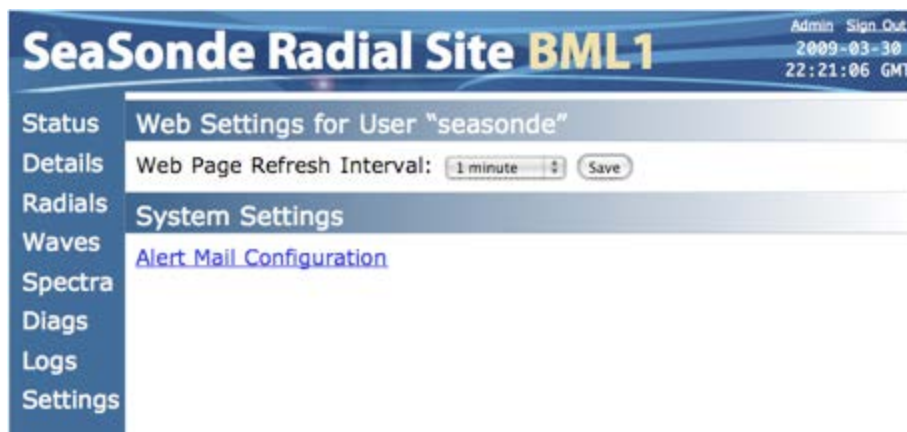 SeaSonde Radial Site BML1
Admin Sign Out
2009-03-30
22:21:06 GMT
Status
Details
Radials
Waves
Spectra
Diags
Logs
Settings
Web Settings for User "seasonde"
Web Page Refresh Interval: 1 minute Save
System Settings
Alert Mail Configuration